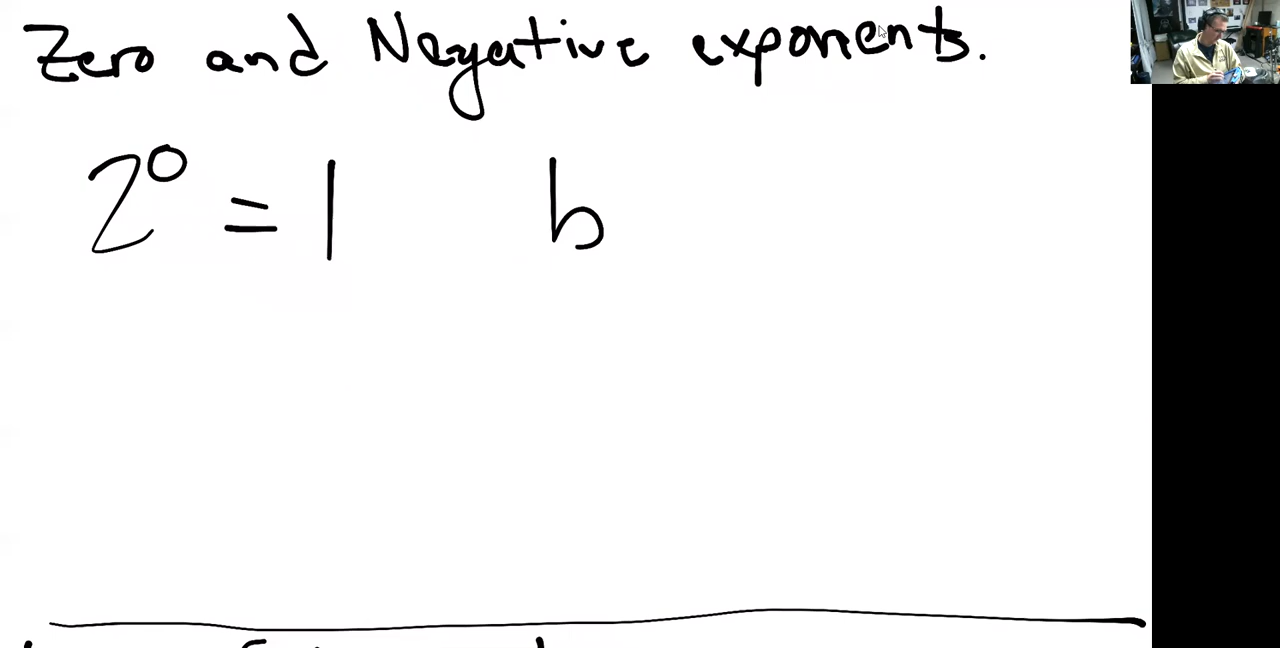 Zero and Negative exponents.
2⁰ = 1 b